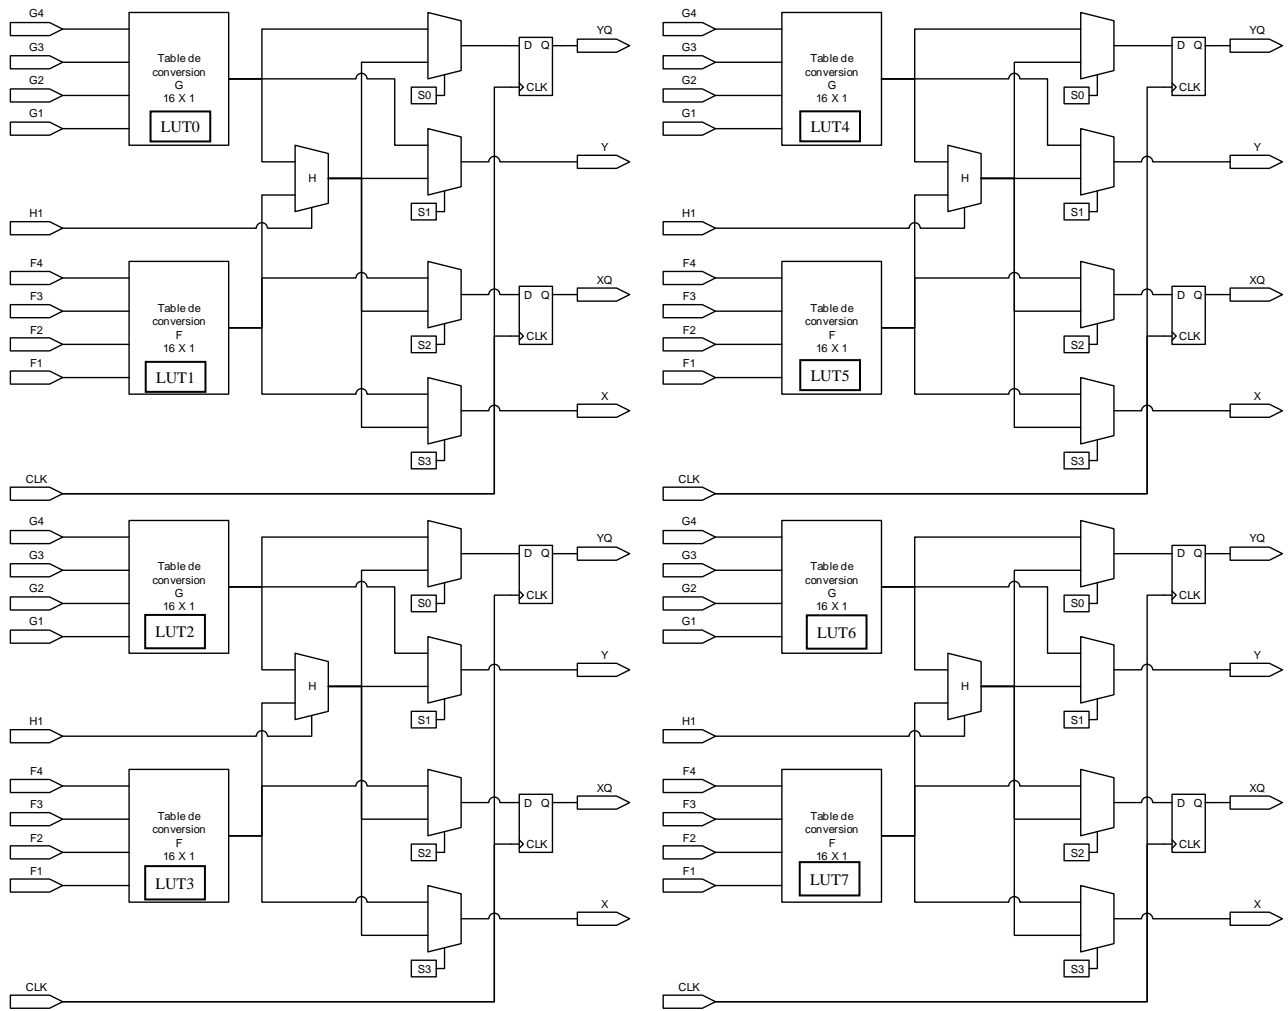 G4
G3
G2
G1
Table de
conversion
G
16 X 1
LUT0
S0
D Q
CLK
YQ
H
S1
Y
H1
F4
F3
F2
F1
Table de
conversion
F
16 X 1
LUT1
S2
D Q
CLK
XQ
S3
X
CLK
G4
G3
G2
G1
Table de
conversion
G
16 X 1
LUT4
S0
D Q
CLK
YQ
H
S1
Y
H1
F4
F3
F2
F1
Table de
conversion
F
16 X 1
LUT5
S2
D Q
CLK
XQ
S3
X
CLK
G4
G3
G2
G1
Table de
conversion
G
16 X 1
LUT2
S0
D Q
CLK
YQ
H
S1
Y
H1
F4
F3
F2
F1
Table de
conversion
F
16 X 1
LUT3
S2
D Q
CLK
XQ
S3
X
CLK
G4
G3
G2
G1
Table de
conversion
G
16 X 1
LUT6
S0
D Q
CLK
YQ
H
S1
Y
H1
F4
F3
F2
F1
Table de
conversion
F
16 X 1
LUT7
S2
D Q
CLK
XQ
S3
X
CLK